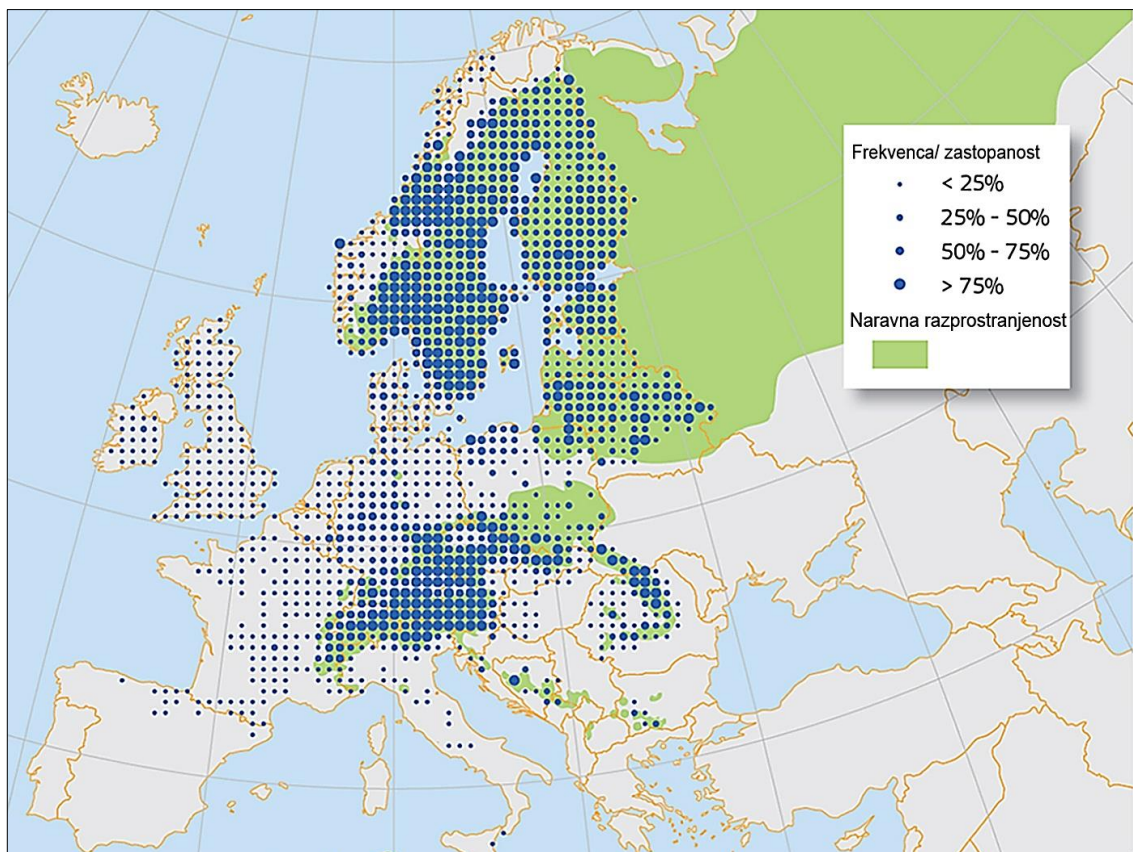 Frekvenca/ zastopanost
< 25%
25% - 50%
50% - 75%
> 75%
Naravna razprostranjenost